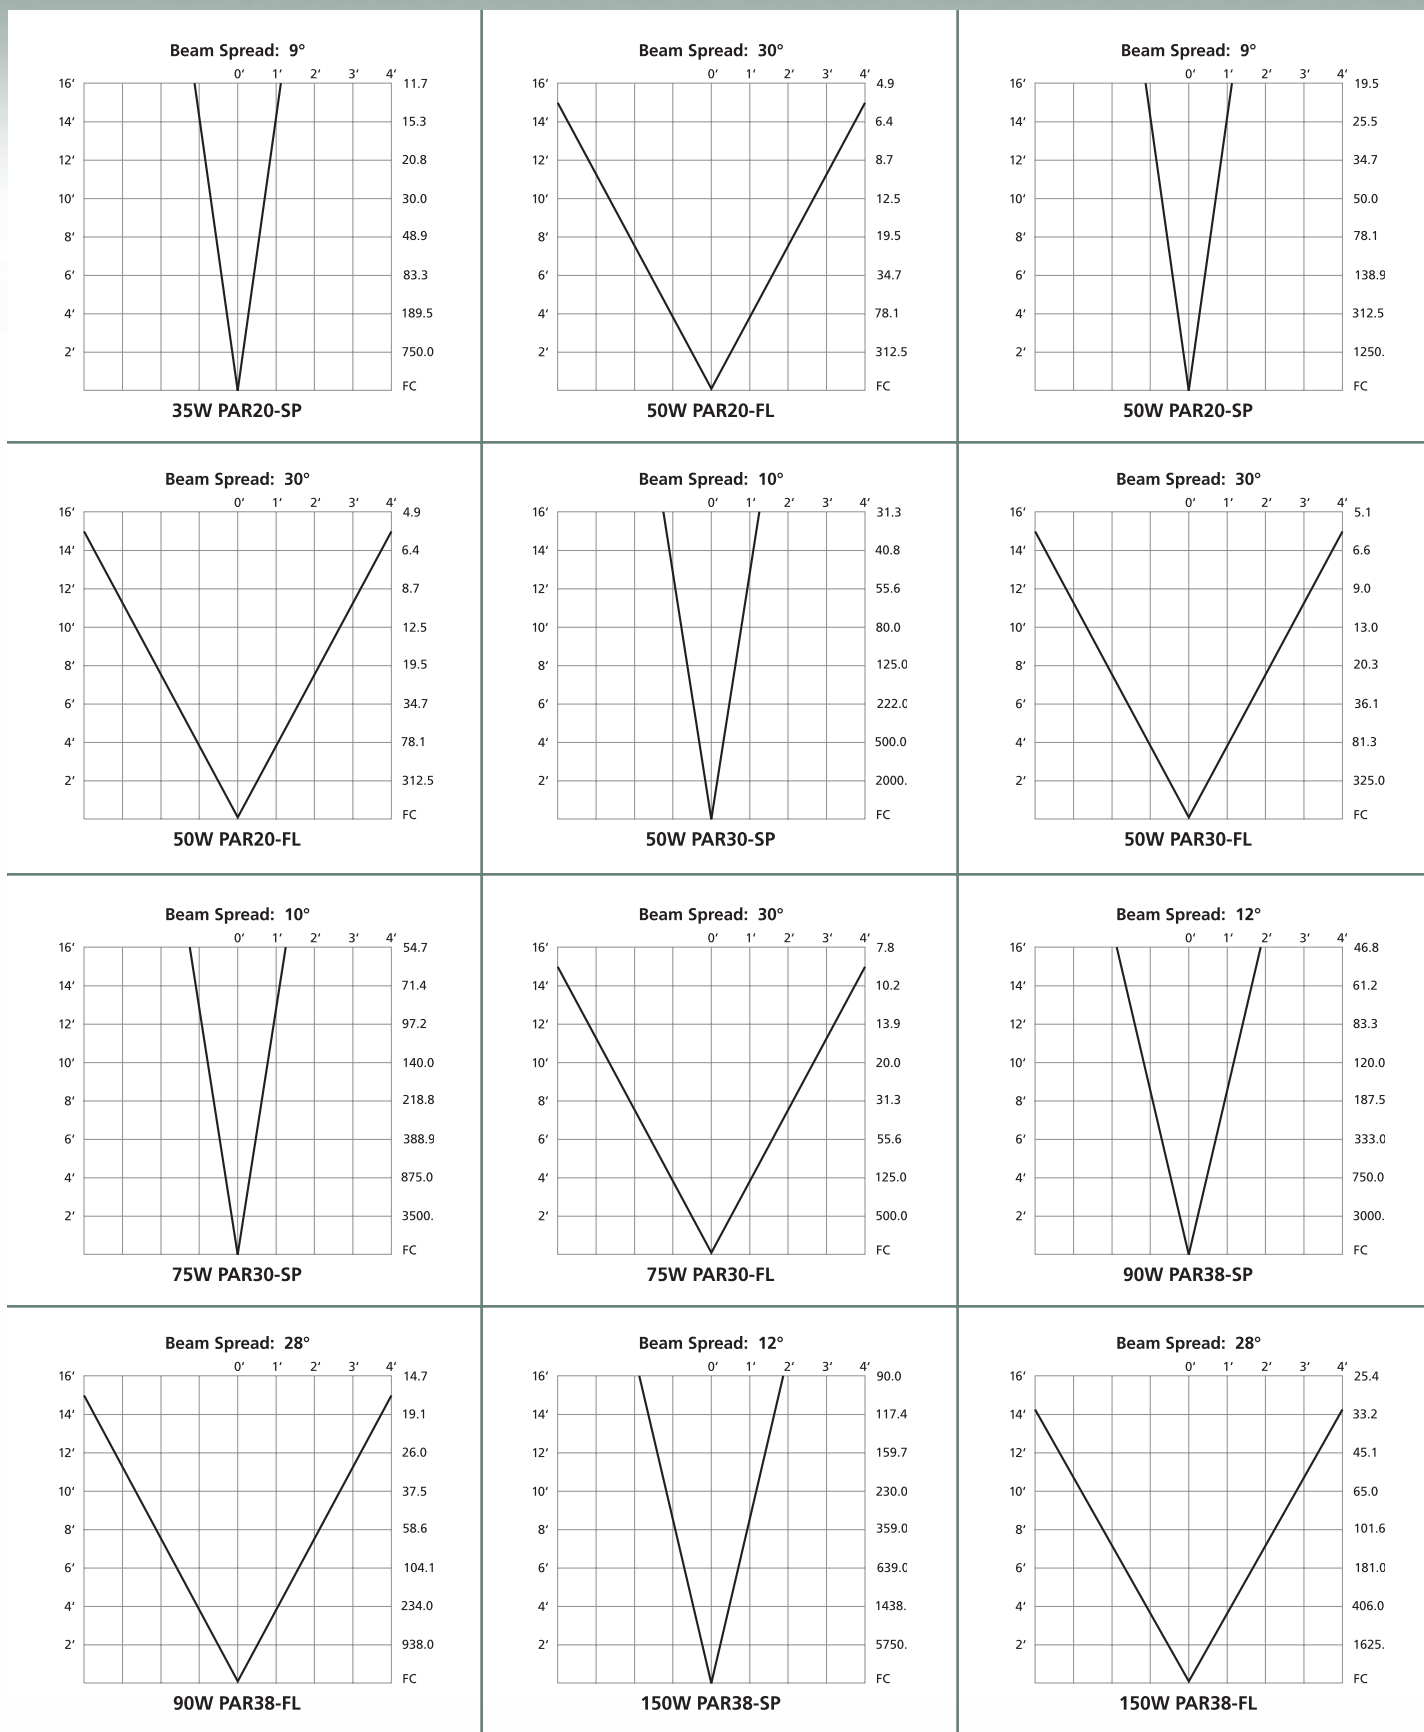 Beam Spread: 9°
0' 1' 2' 3' 4'
16' 11.7
14' 15.3
12' 20.8
10' 30.0
8' 48.9
6' 83.3
4' 189.5
2' 750.0
FC
35W PAR20-SP
Beam Spread: 30°
0' 1' 2' 3' 4'
16' 4.9
14' 6.4
12' 8.7
10' 12.5
8' 19.5
6' 34.7
4' 78.1
2' 312.5
FC
50W PAR20-FL
Beam Spread: 9°
0' 1' 2' 3' 4'
16' 19.5
14' 25.5
12' 34.7
10' 50.0
8' 78.1
6' 138.9
4' 312.5
2' 1250.
FC
50W PAR20-SP
Beam Spread: 30°
0' 1' 2' 3' 4'
16' 4.9
14' 6.4
12' 8.7
10' 12.5
8' 19.5
6' 34.7
4' 78.1
2' 312.5
FC
50W PAR20-FL
Beam Spread: 10°
0' 1' 2' 3' 4'
16' 31.3
14' 40.8
12' 55.6
10' 80.0
8' 125.0
6' 222.0
4' 500.0
2' 2000.
FC
50W PAR30-SP
Beam Spread: 30°
0' 1' 2' 3' 4'
16' 5.1
14' 6.6
12' 9.0
10' 13.0
8' 20.3
6' 36.1
4' 81.3
2' 325.0
FC
50W PAR30-FL
Beam Spread: 10°
0' 1' 2' 3' 4'
16' 54.7
14' 71.4
12' 97.2
10' 140.0
8' 218.8
6' 388.9
4' 875.0
2' 3500.
FC
75W PAR30-SP
Beam Spread: 30°
0' 1' 2' 3' 4'
16' 7.8
14' 10.2
12' 13.9
10' 20.0
8' 31.3
6' 55.6
4' 125.0
2' 500.0
FC
75W PAR30-FL
Beam Spread: 12°
0' 1' 2' 3' 4'
16' 46.8
14' 61.2
12' 83.3
10' 120.0
8' 187.5
6' 333.0
4' 750.0
2' 3000.
FC
90W PAR38-SP
Beam Spread: 28°
0' 1' 2' 3' 4'
16' 14.7
14' 19.1
12' 26.0
10' 37.5
8' 58.6
6' 104.1
4' 234.0
2' 938.0
FC
90W PAR38-FL
Beam Spread: 12°
0' 1' 2' 3' 4'
16' 90.0
14' 117.4
12' 159.7
10' 230.0
8' 359.0
6' 639.0
4' 1438.
2' 5750.
FC
150W PAR38-SP
Beam Spread: 28°
0' 1' 2' 3' 4'
16' 25.4
14' 33.2
12' 45.1
10' 65.0
8' 101.6
6' 181.0
4' 406.0
2' 1625.
FC
150W PAR38-FL